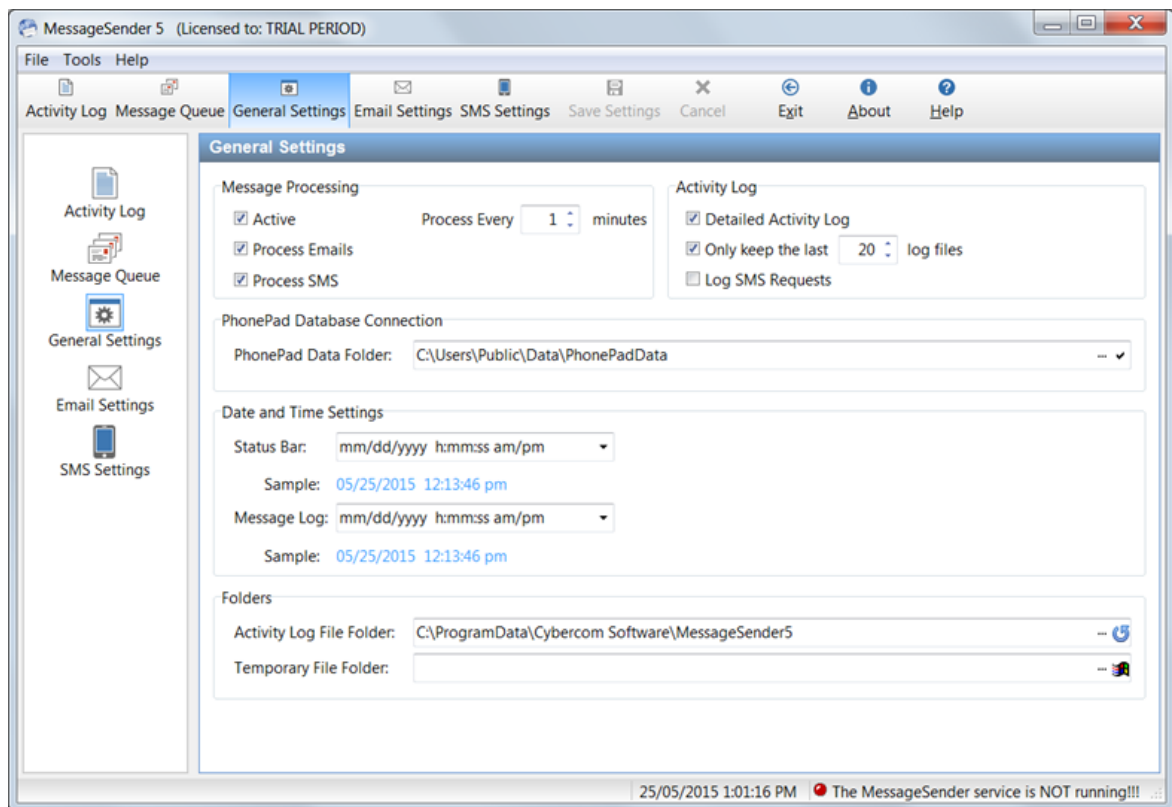 MessageSender 5 (Licensed to: TRIAL PERIOD)
File Tools Help
Activity Log Message Queue General Settings Email Settings SMS Settings Save Settings Cancel Exit About Help
Activity Log
Message Queue
General Settings
Email Settings
SMS Settings
General Settings
Message Processing
Active Process Every 1 minutes
Process Emails
Process SMS
Activity Log
Detailed Activity Log
Only keep the last 20 log files
Log SMS Requests
PhonePad Database Connection
PhonePad Data Folder: C:\Users\Public\Data\PhonePadData ...
Date and Time Settings
Status Bar: mm/dd/yyyy h:mm:ss am/pm
Sample: 05/25/2015 12:13:46 pm
Message Log: mm/dd/yyyy h:mm:ss am/pm
Sample: 05/25/2015 12:13:46 pm
Folders
Activity Log File Folder: C:\ProgramData\Cybercom Software\MessageSender5 ...
Temporary File Folder: ...
25/05/2015 1:01:16 PM The MessageSender service is NOT running!!!